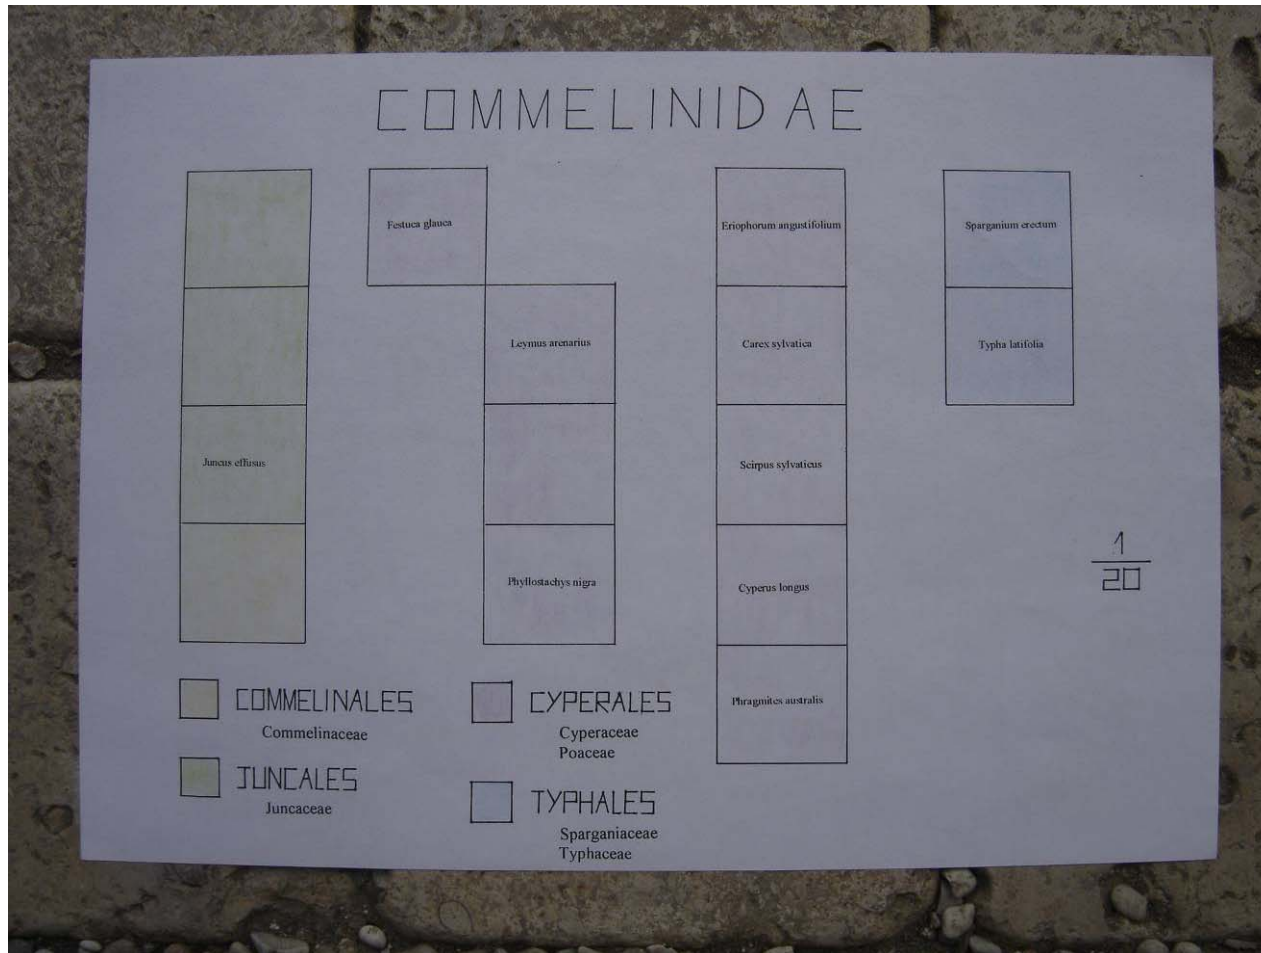 COMMELINIDAE
Festuca glauca
Eriophorum angustifolium
Sparganium erectum
Leymus arenarius
Carex sylvatica
Typha latifolia
Juncus effusus
Scirpus sylvaticus
Phyllostachys nigra
Cyperus longus
1
20
Phragmites australis
COMMELINALES
Commelinaceae
JUNCALES
Juncaceae
CYPERALES
Cyperaceae
Poaceae
TYPHALES
Sparganiaceae
Typhaceae